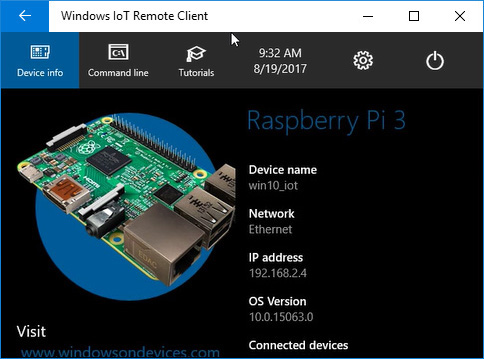 Windows IoT Remote Client
Device info
Command line
Tutorials
9:32 AM
8/19/2017
C:\
Raspberry Pi 3
HDMI
Device name
win10_iot
Network
Ethernet
IP address
192.168.2.4
OS Version
10.0.15063.0
Connected devices
Visit
www.windowsondevices.com